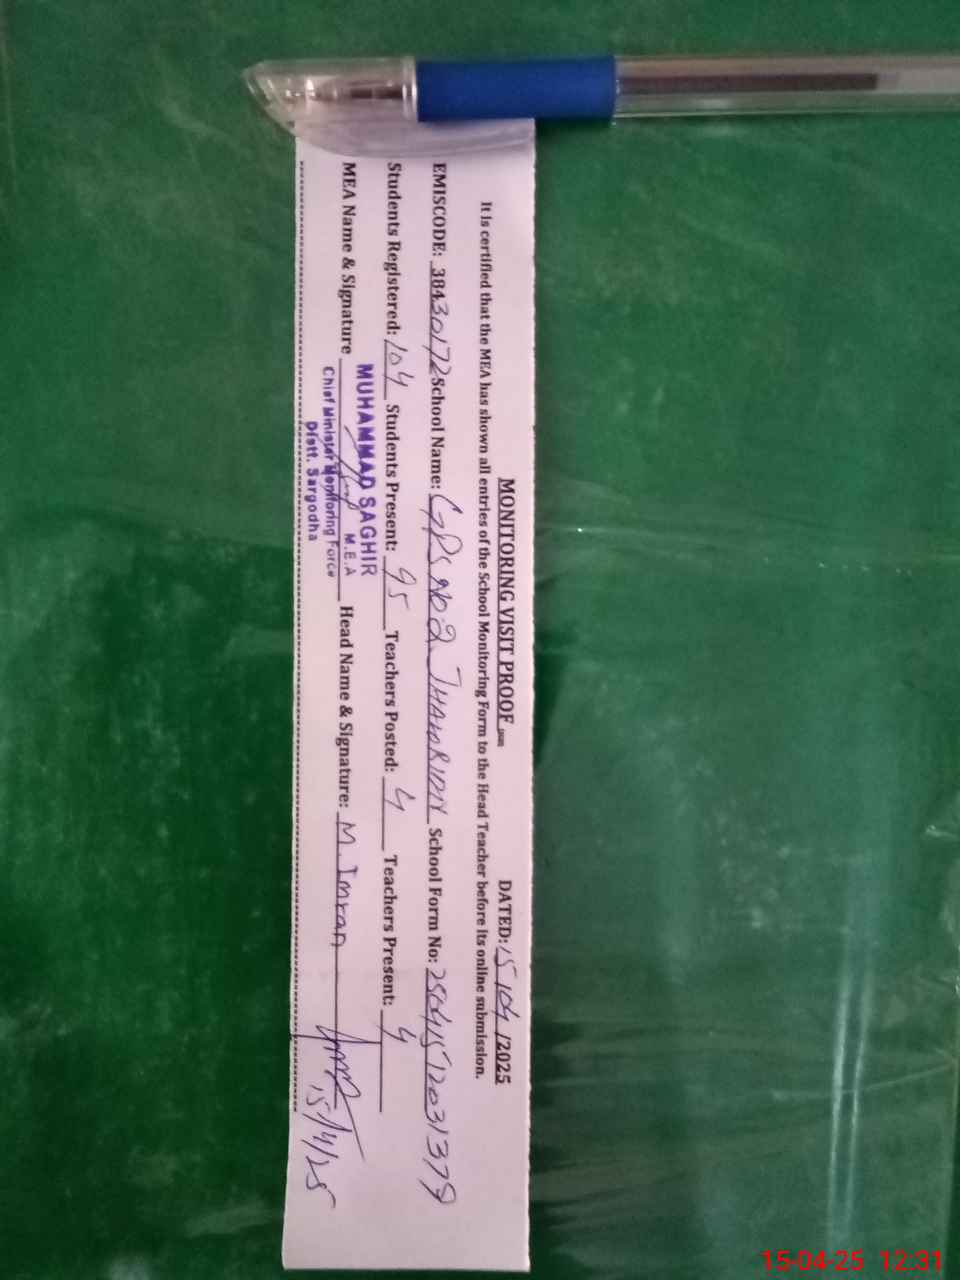 MONITORING VISIT PROOF DATED: 15/04/2025
It is certified that the MEA has shown all entries of the School Monitoring Form to the Head Teacher before its online submission.
EMISCODE: 38430172 School Name: GPS No 2. School Form No: 25041512031379
Students Registered: 104 Students Present: 95 Teachers Posted: 4 Teachers Present: 4
MEA Name & Signature Head Name & Signature: M. Imran
MUHAMMAD SAGHIR
M.E.A
Chief Minister Monitoring Force
Distt. Sargodha
15/4/25
15-04-25 12:31